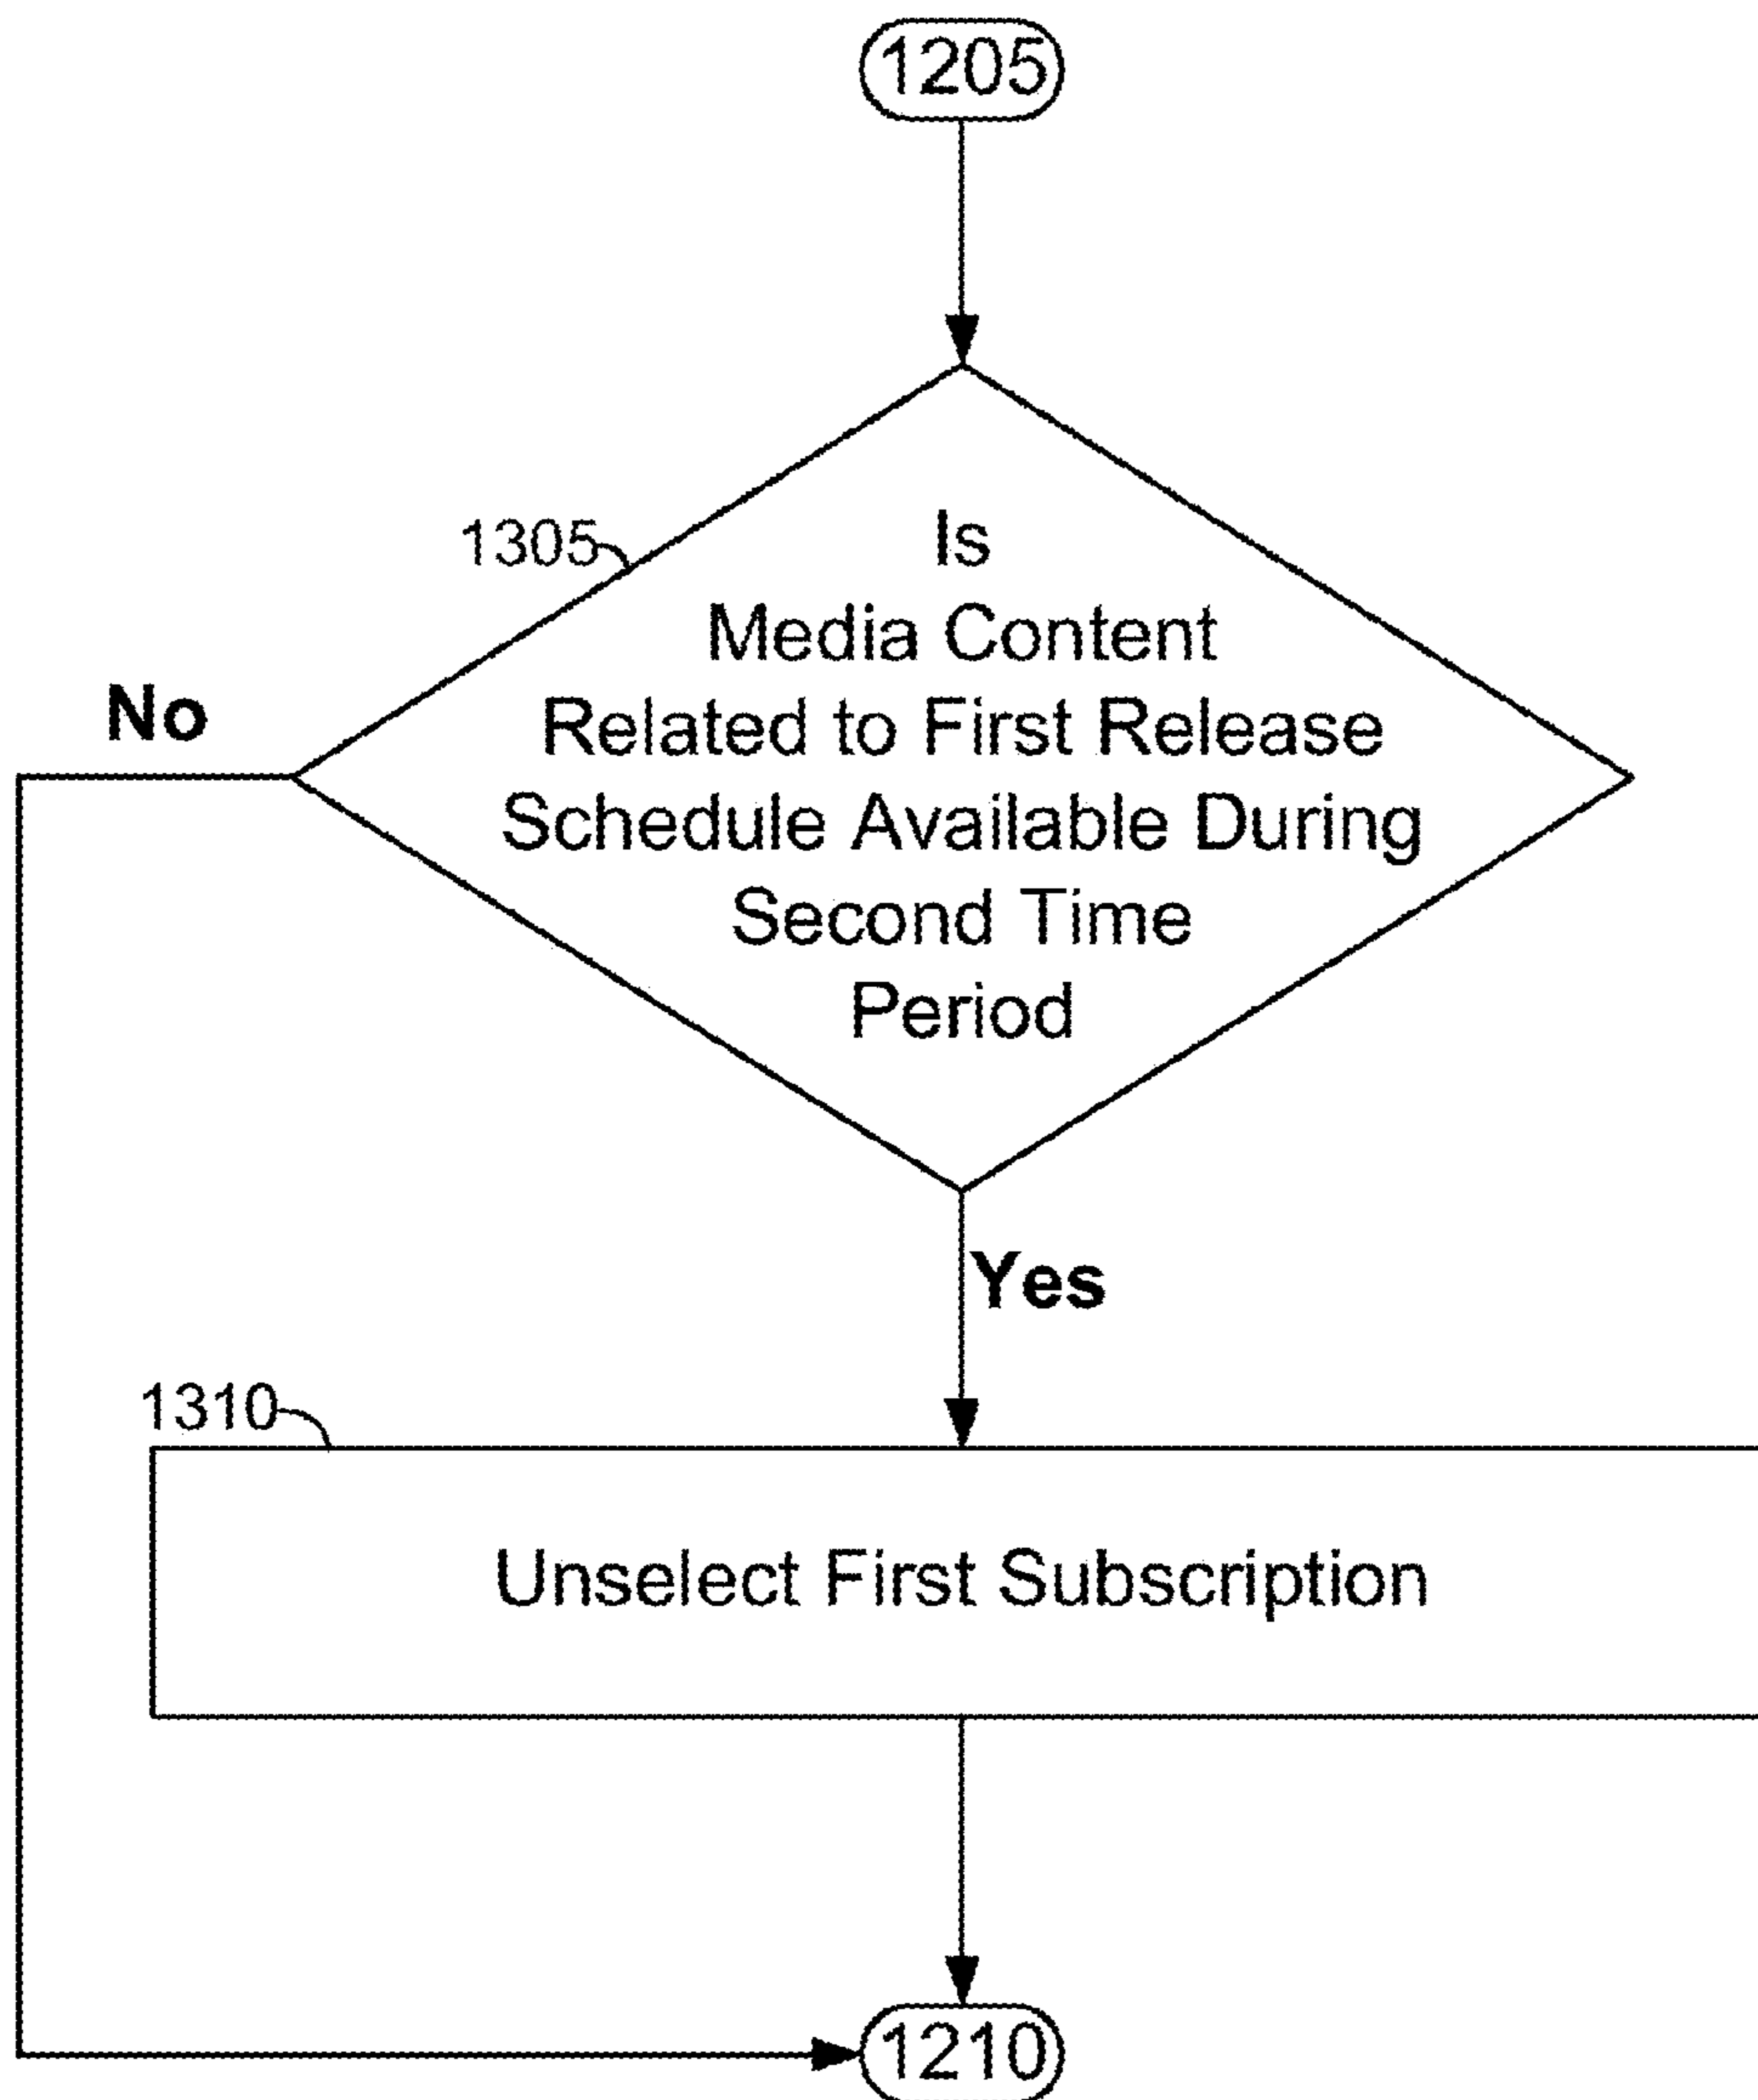 1205
1305
Is
Media Content
Related to First Release
Schedule Available During
Second Time
Period
No
Yes
1310
Unselect First Subscription
1210